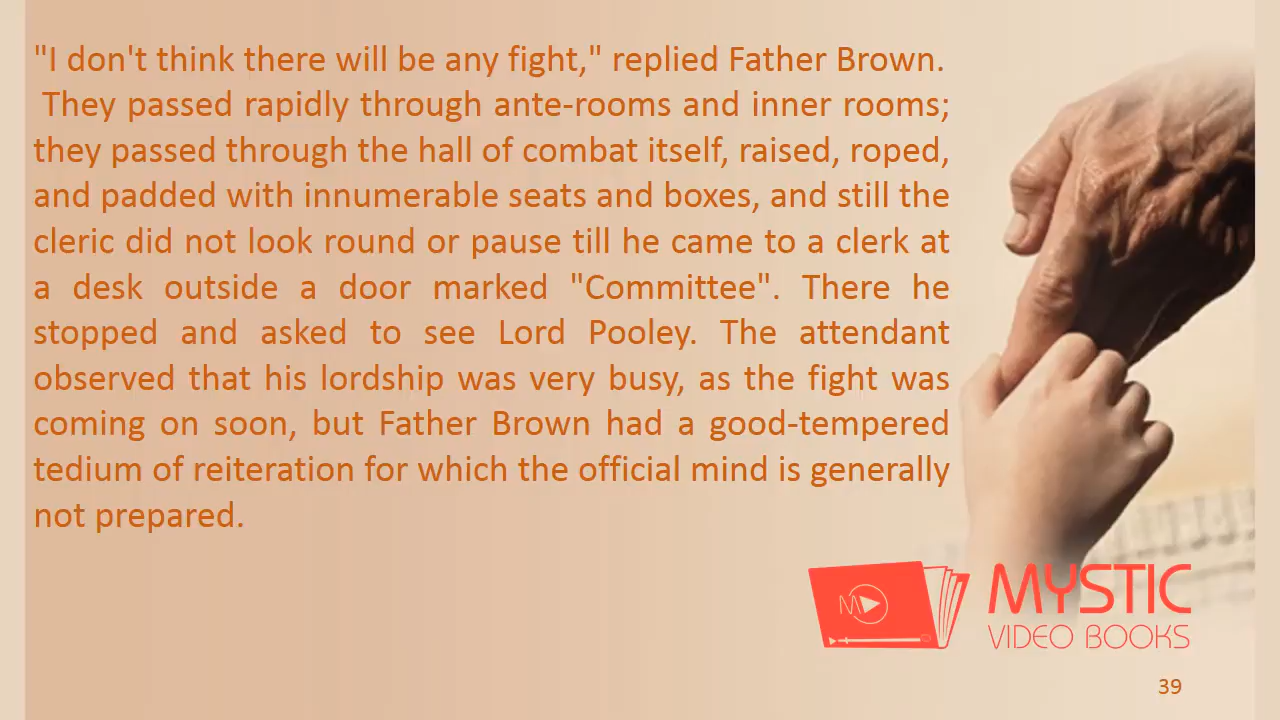 "I don't think there will be any fight," replied Father Brown.
They passed rapidly through ante-rooms and inner rooms;
they passed through the hall of combat itself, raised, roped,
and padded with innumerable seats and boxes, and still the
cleric did not look round or pause till he came to a clerk at
a desk outside a door marked "Committee". There he
stopped and asked to see Lord Pooley. The attendant
observed that his lordship was very busy, as the fight was
coming on soon, but Father Brown had a good-tempered
tedium of reiteration for which the official mind is generally
not prepared.
M
MYSTIC
VIDEO BOOKS
39